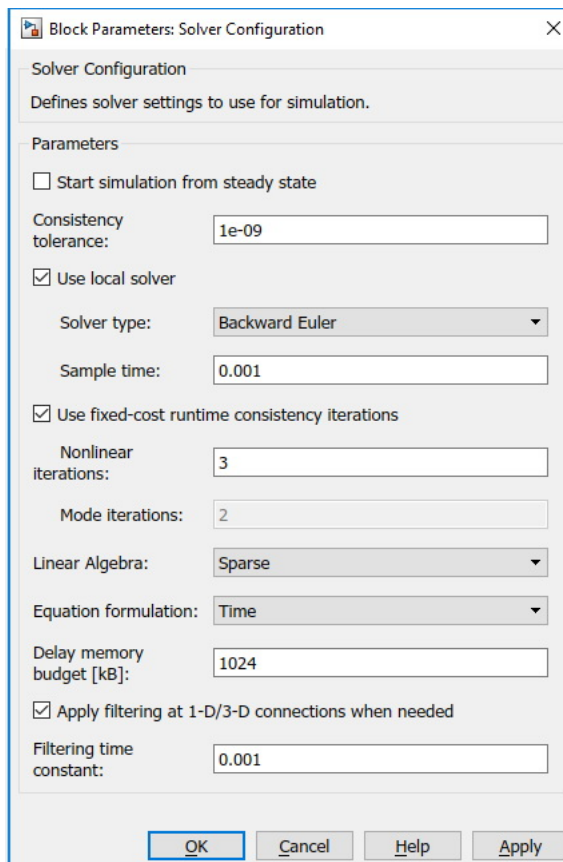 Block Parameters: Solver Configuration
Solver Configuration
Defines solver settings to use for simulation.
Parameters
Start simulation from steady state
Consistency
tolerance:
1e-09
Use local solver
Solver type:
Backward Euler
Sample time:
0.001
Use fixed-cost runtime consistency iterations
Nonlinear
iterations:
3
Mode iterations:
2
Linear Algebra:
Sparse
Equation formulation:
Time
Delay memory
budget [kB]:
1024
Apply filtering at 1-D/3-D connections when needed
Filtering time
constant:
0.001
OK
Cancel
Help
Apply